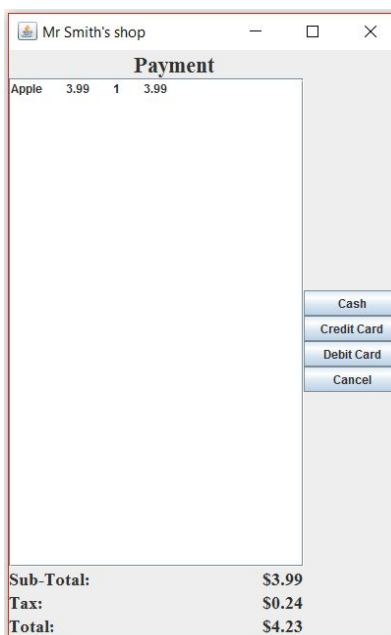 Mr Smith's shop
Payment
Apple 3.99 1 3.99
Cash
Credit Card
Debit Card
Cancel
Sub-Total: $3.99
Tax: $0.24
Total: $4.23